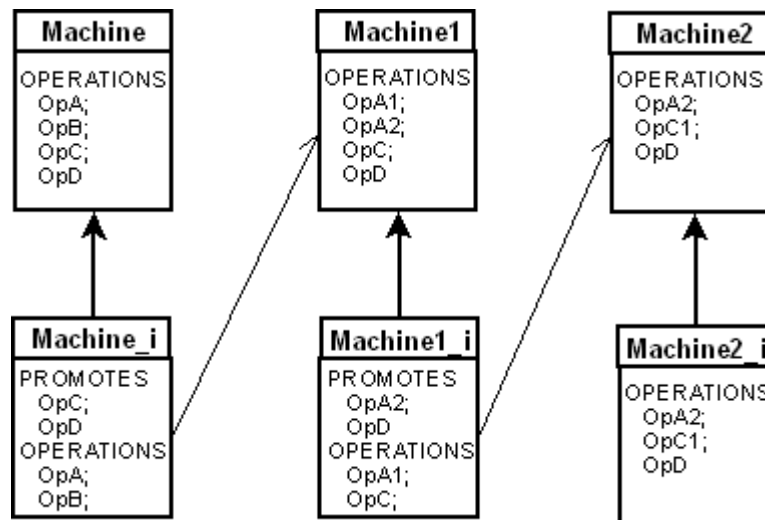 Machine
OPERATIONS
OpA;
OpB;
OpC;
OpD
Machine1
OPERATIONS
OpA1;
OpA2;
OpC;
OpD
Machine2
OPERATIONS
OpA2;
OpC1;
OpD
Machine_i
PROMOTES
OpC;
OpD
OPERATIONS
OpA;
OpB;
Machine1_i
PROMOTES
OpA2;
OpD
OPERATIONS
OpA1;
OpC;
Machine2_i
OPERATIONS
OpA2;
OpC1;
OpD